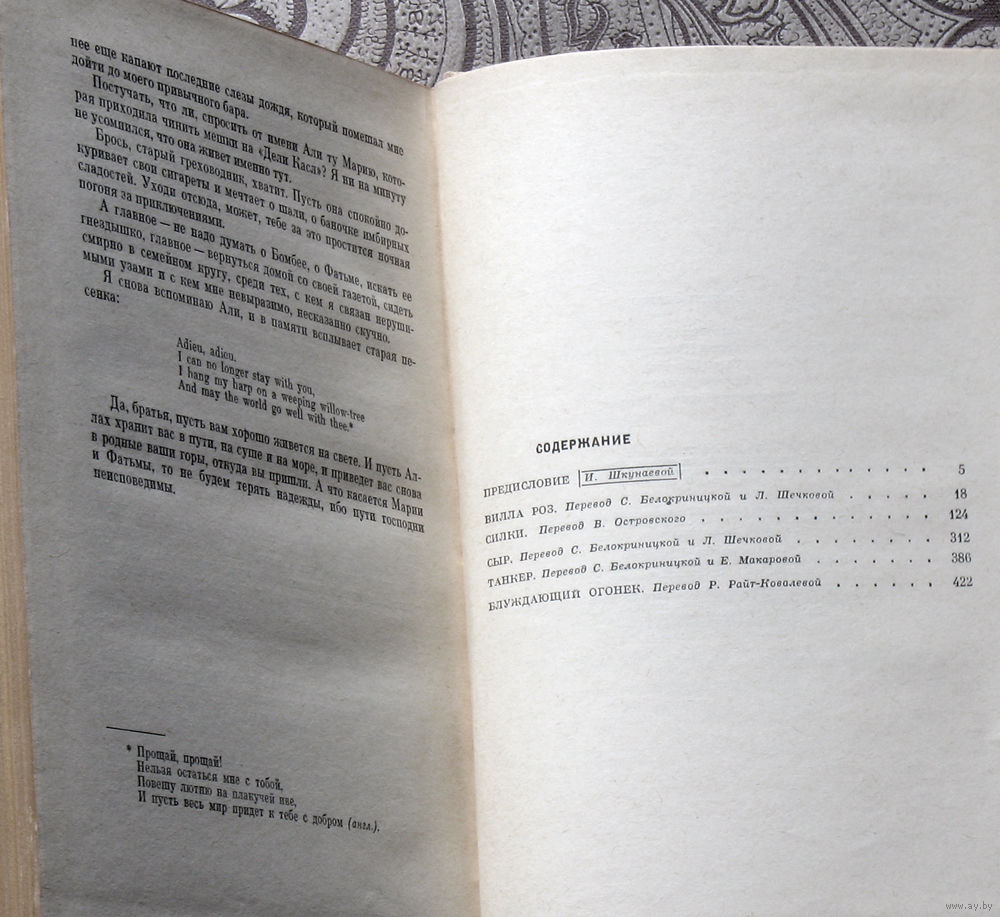 нее еще капают последние слезы дождя, который помешал мне
дойти до моего привычного бара.
Постучать, что ли, спросить от имени Али ту Марию, кото-
рая приходила чинить мешки на «Дели Касл»? Я ни на минуту
не усомнился, что она живет именно тут.
Брось, старый греховодник, хватит. Пусть она спокойно до-
куривает свои сигареты и мечтает о шали, о баночке имбирных
сладостей. Уходи отсюда, может, тебе за это простится ночная
погоня за приключениями.
А главное — не надо думать о Бомбее, о Фатьме, искать ее
гнездышко, главное — вернуться домой со своей газетой, сидеть
смирно в семейном кругу, среди тех, с кем я связан неруши-
мыми узами и с кем мне невыразимо, несказанно скучно.
Я снова вспоминаю Али, и в памяти всплывает старая пе-
сенка:
Adieu, adieu.
I can no longer stay with you,
I hang my harp on a weeping willow-tree
And may the world go well with thee.*
Да, братья, пусть вам хорошо живется на свете. И пусть Ал-
лах хранит вас в пути, на суше и на море, и приведет вас снова
в родные ваши горы, откуда вы пришли. А что касается Марии
и Фатьмы, то не будем терять надежды, ибо пути господни
неисповедимы.
* Прощай, прощай!
Нельзя остаться мне с тобой,
Повешу лютню на плакучей иве,
И пусть весь мир придет к тебе с добром (англ.).
СОДЕРЖАНИЕ
ПРЕДИСЛОВИЕ И. Шкунаевой . . . . . . . . . . . 5
ВИЛЛА РОЗ. Перевод С. Белокриницкой и Л. Шечковой . . . . . 18
СИЛКИ. Перевод В. Островского . . . . . . . . . . . 124
СЫР. Перевод С. Белокриницкой и Л. Шечковой . . . . . . . 312
ТАНКЕР. Перевод С. Белокриницкой и Е. Макаровой . . . . . . 386
БЛУЖДАЮЩИЙ ОГОНЕК. Перевод Р. Райт-Ковалевой . . . . . . 422
www.ay.by